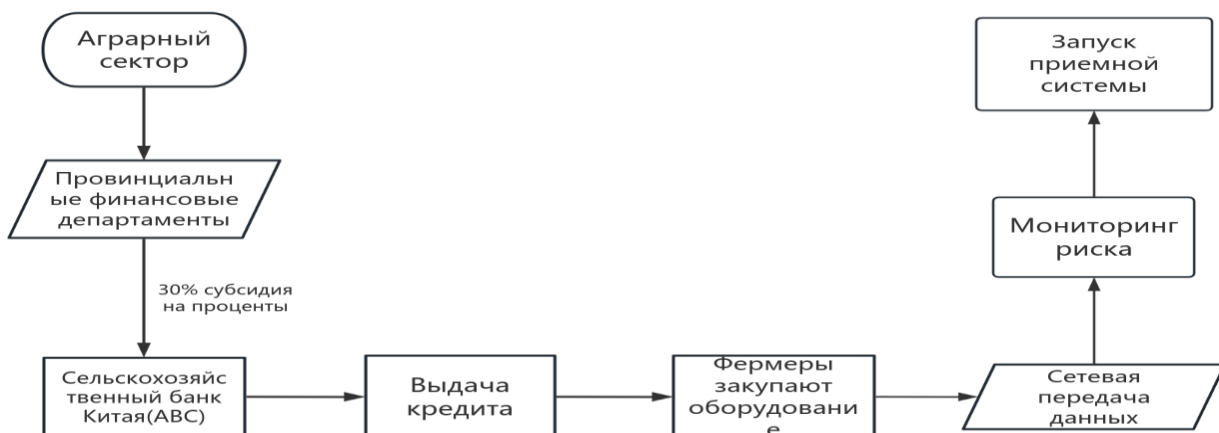 Аграрный
сектор
Провинциальн
ые финансовые
департаменты
30% субсидия
на проценты
Сельскохозяйс
твенный банк
Китая(ABC)
Выдача
кредита
Фермеры
закупают
оборудовани
е
Сетевая
передача
данных
Мониторинг
риска
Запуск
приемной
системы